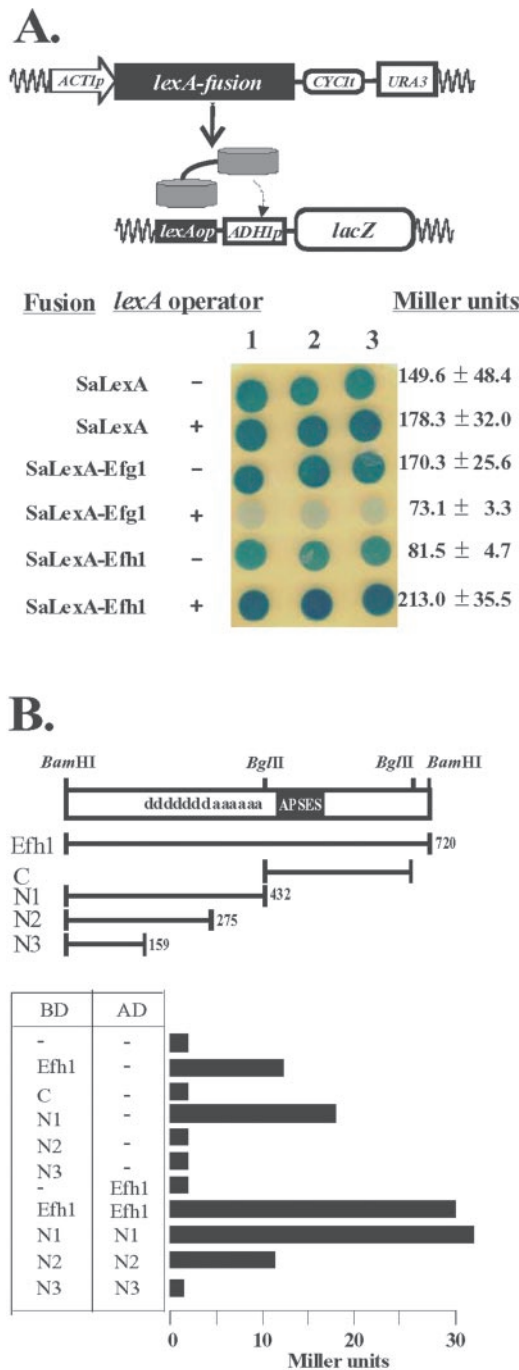 A.
ACT1p lexA-fusion CYC1t URA3
lexAop ADH1p lacZ
Fusion lexA operator Miller units
1 2 3
SaLexA - 149.6 ± 48.4
SaLexA + 178.3 ± 32.0
SaLexA-Efg1 - 170.3 ± 25.6
SaLexA-Efg1 + 73.1 ± 3.3
SaLexA-Efh1 - 81.5 ± 4.7
SaLexA-Efh1 + 213.0 ± 35.5
B.
BamHI BglII BglII BamHI
dddddddaaaaaa APSES
Efh1 720
C
N1 432
N2 275
N3 159
BD AD
- -
Efh1 -
C -
N1 -
N2 -
N3 -
- Efh1
Efh1 Efh1
N1 N1
N2 N2
N3 N3
0 10 20 30
Miller units